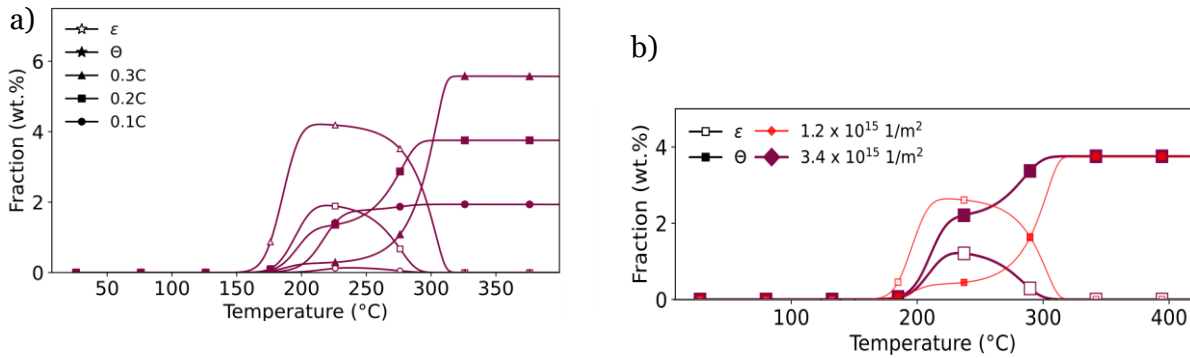 a)
ε
Θ
0.3C
0.2C
0.1C
Fraction (wt.%)
6
4
2
0
50 100 150 200 250 300 350
Temperature (°C)
b)
ε 1.2 x 10¹⁵ 1/m²
Θ 3.4 x 10¹⁵ 1/m²
Fraction (wt.%)
4
2
0
100 200 300 400
Temperature (°C)